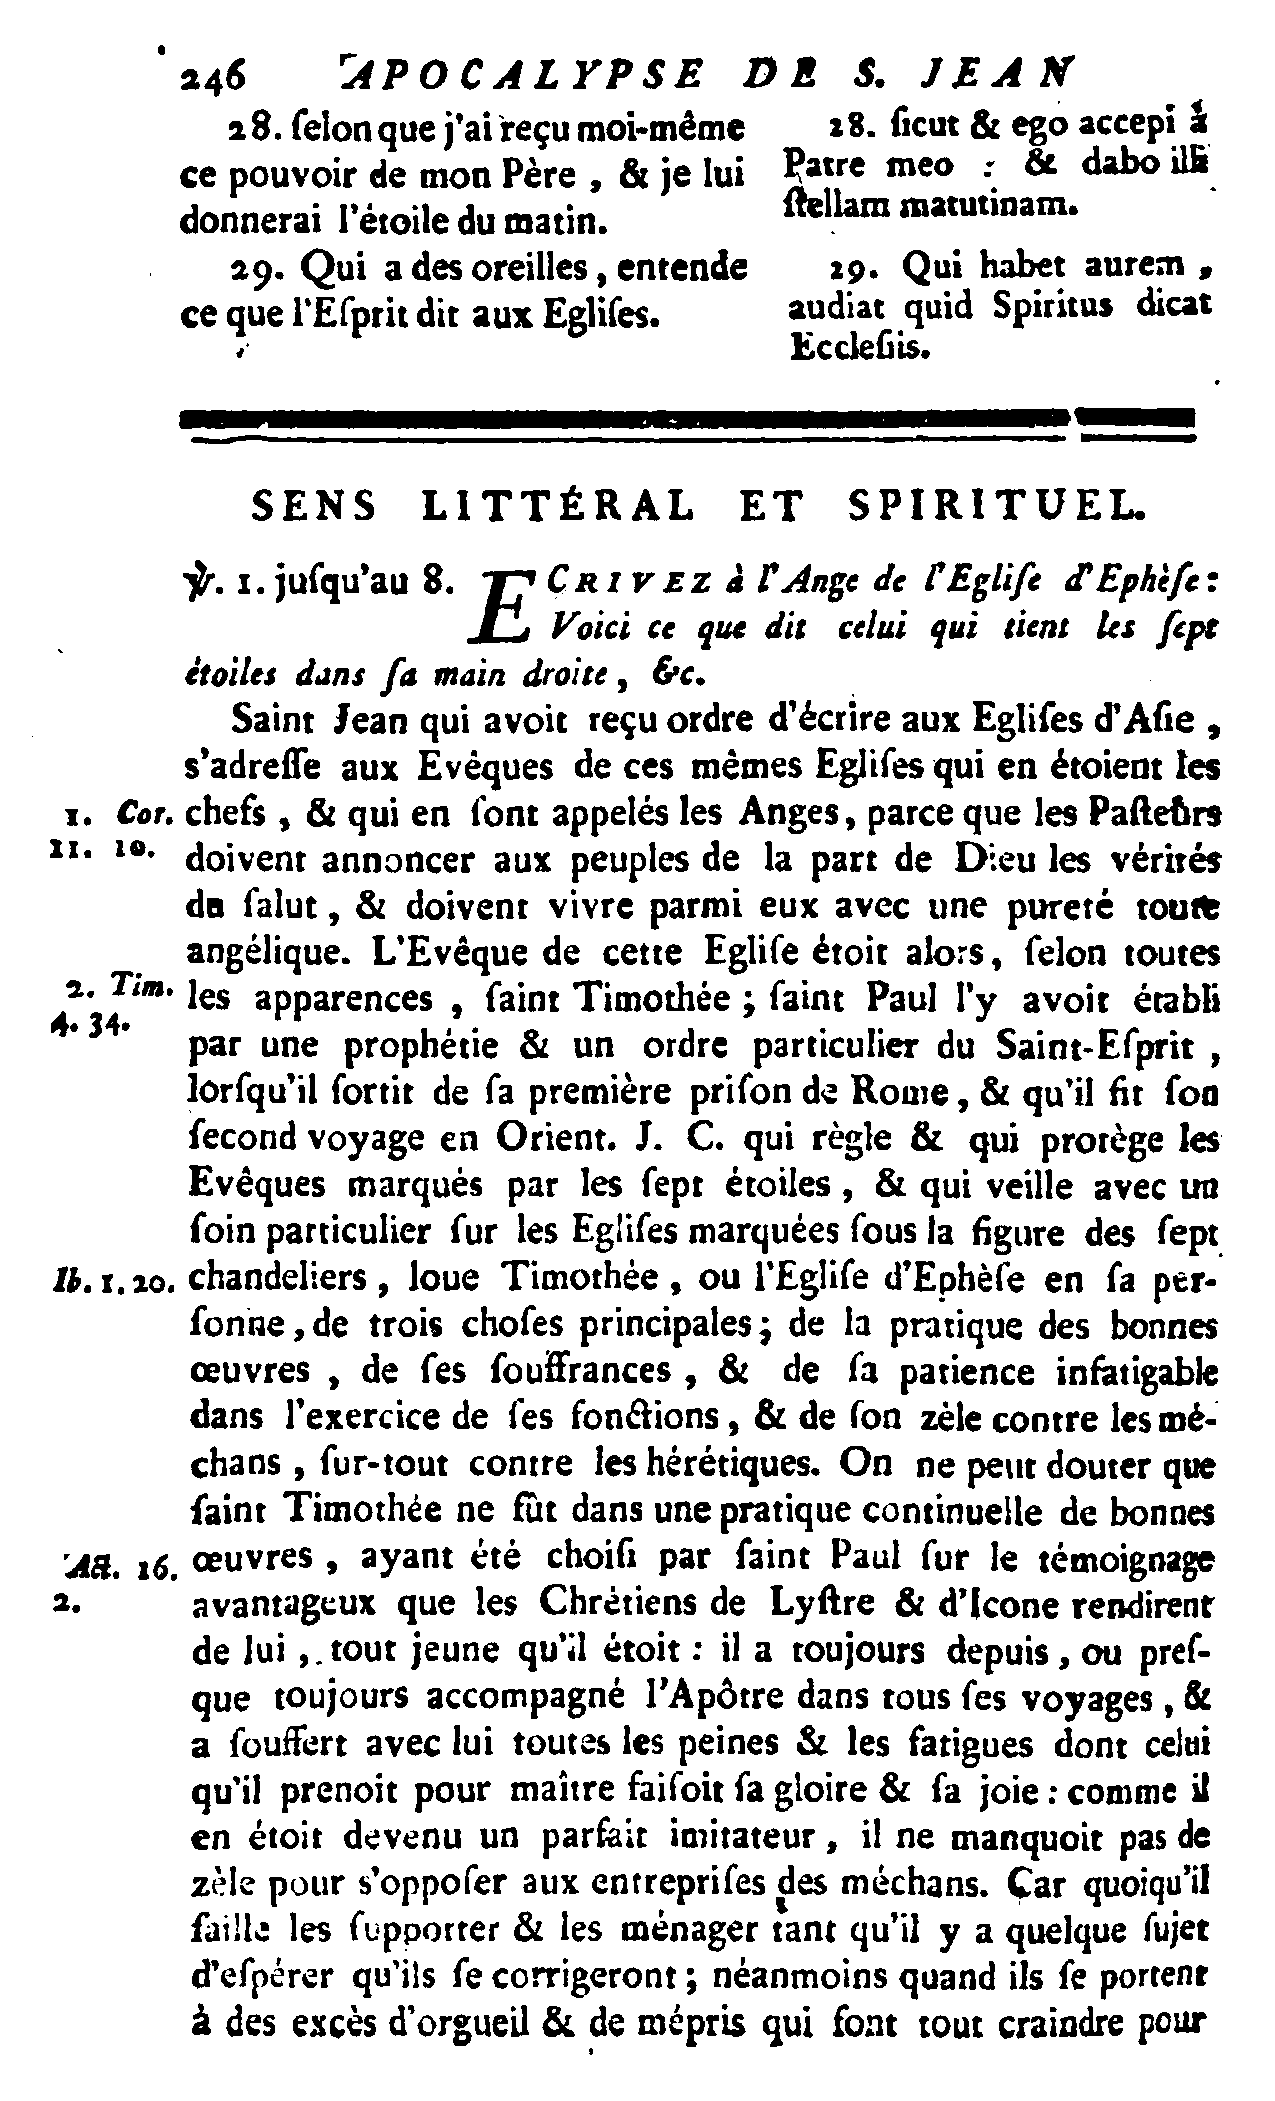 246 APOCALYPSE DE S. JEAN
28. ſelon que j'ai reçu moi-même
ce pouvoir de mon Père, & je lui
donnerai l'étoile du matin.
29. Qui a des oreilles, entende
ce que l'Eſprit dit aux Egliſes.
28. ſicut & ego accepi à
Patre meo : & dabo illi
ſtellam matutinam.
29. Qui habet aurem,
audiat quid Spiritus dicat
Eccleſiis.
SENS LITTÉRAL ET SPIRITUEL.
℣. 1. juſqu'au 8. ECRIVEZ à l'Ange de l'Egliſe d'Ephèſe:
Voici ce que dit celui qui tient les ſept
étoiles dans ſa main droite, &c.
Saint Jean qui avoit reçu ordre d'écrire aux Egliſes d'Aſie,
s'adreſſe aux Evêques de ces mêmes Egliſes qui en étoient les
1. Cor. chefs, & qui en ſont appelés les Anges, parce que les Paſteurs
11. 10. doivent annoncer aux peuples de la part de Dieu les vérités
du ſalut, & doivent vivre parmi eux avec une pureté toute
angélique. L'Evêque de cette Egliſe étoit alors, ſelon toutes
2. Tim. les apparences, ſaint Timothée; ſaint Paul l'y avoit établi
4. 34.
par une prophétie & un ordre particulier du Saint-Eſprit,
lorſqu'il ſortit de ſa première priſon de Rome, & qu'il fit ſon
ſecond voyage en Orient. J. C. qui règle & qui protège les
Evêques marqués par les ſept étoiles, & qui veille avec un
ſoin particulier ſur les Egliſes marquées ſous la figure des ſept
Ib. 1. 20. chandeliers, loue Timothée, ou l'Egliſe d'Ephèſe en ſa per-
ſonne, de trois choſes principales; de la pratique des bonnes
œuvres, de ſes ſouffrances, & de ſa patience infatigable
dans l'exercice de ſes fonctions, & de ſon zèle contre les mé-
chans, ſur-tout contre les hérétiques. On ne peut douter que
ſaint Timothée ne fût dans une pratique continuelle de bonnes
Act. 16. œuvres, ayant été choiſi par ſaint Paul ſur le témoignage
2. avantageux que les Chrétiens de Lyſtre & d'Icone rendirent
de lui, tout jeune qu'il étoit : il a toujours depuis, ou preſ-
que toujours accompagné l'Apôtre dans tous ſes voyages, &
a ſouffert avec lui toutes les peines & les fatigues dont celui
qu'il prenoit pour maître faiſoit ſa gloire & ſa joie : comme il
en étoit devenu un parfait imitateur, il ne manquoit pas de
zèle pour s'oppoſer aux entrepriſes des méchans. Car quoiqu'il
faille les ſupporter & les ménager tant qu'il y a quelque ſujet
d'eſpérer qu'ils ſe corrigeront; néanmoins quand ils ſe portent
à des excès d'orgueil & de mépris qui font tout craindre pour